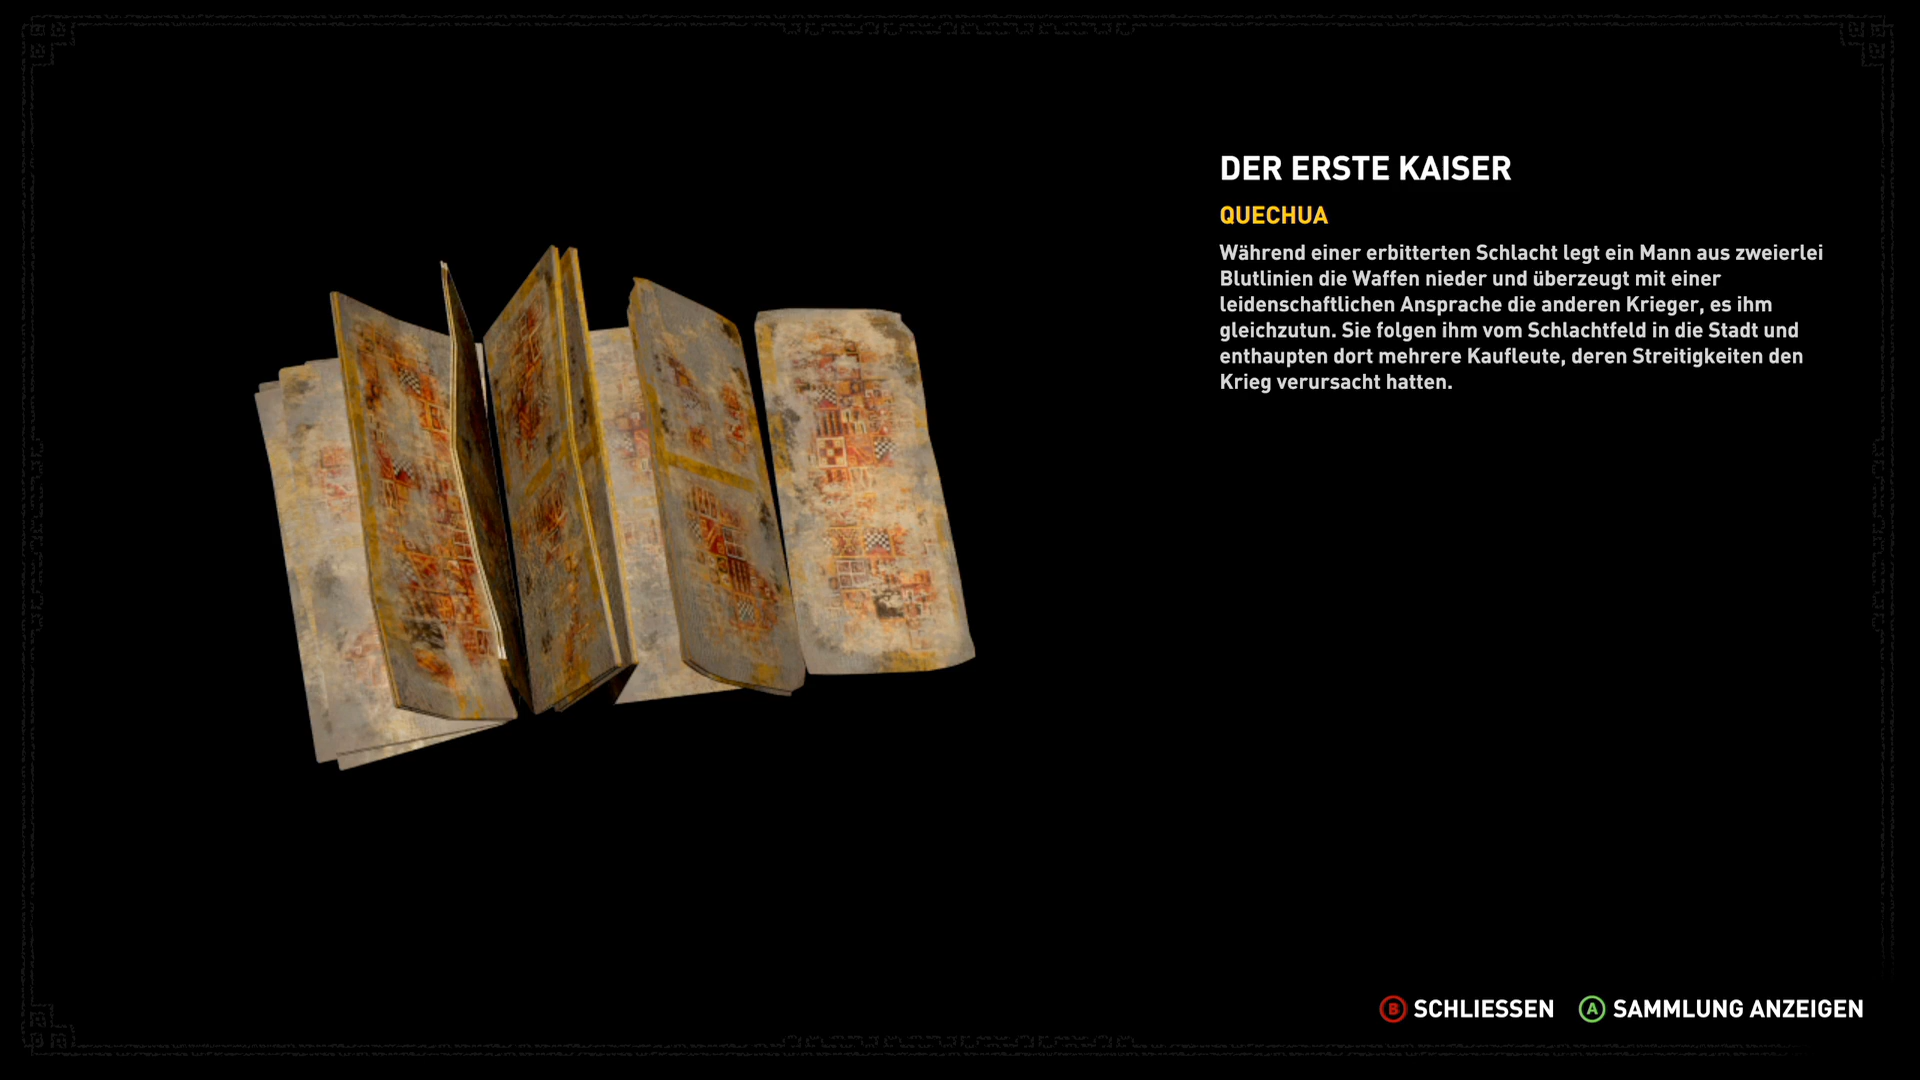 DER ERSTE KAISER
QUECHUA
Während einer erbitterten Schlacht legt ein Mann aus zweierlei
Blutlinien die Waffen nieder und überzeugt mit einer
leidenschaftlichen Ansprache die anderen Krieger, es ihm
gleichzutun. Sie folgen ihm vom Schlachtfeld in die Stadt und
enthaupten dort mehrere Kaufleute, deren Streitigkeiten den
Krieg verursacht hatten.
B SCHLIESSEN A SAMMLUNG ANZEIGEN